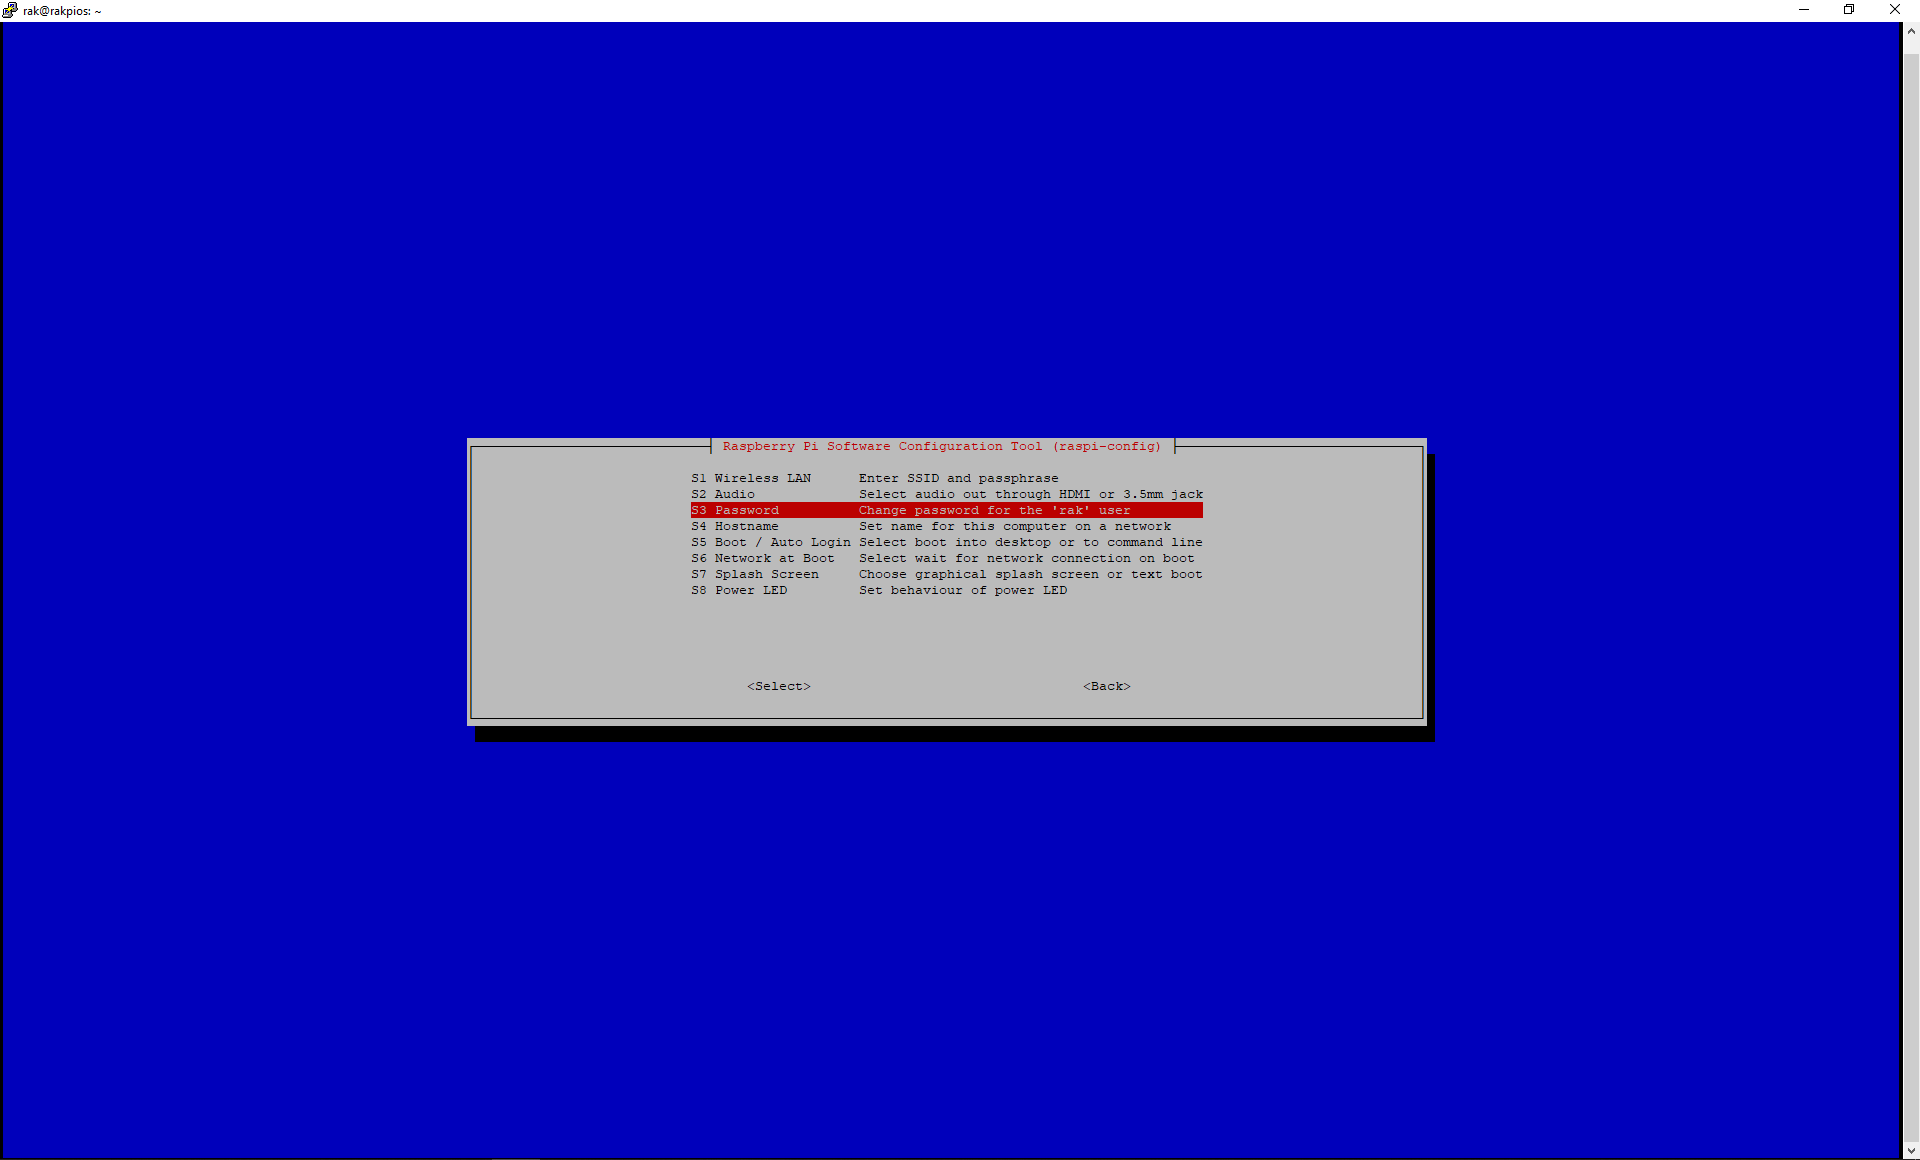 rak@rakpios: ~
Raspberry Pi Software Configuration Tool (raspi-config)
S1 Wireless LAN Enter SSID and passphrase
S2 Audio Select audio out through HDMI or 3.5mm jack
S3 Password Change password for the 'rak' user
S4 Hostname Set name for this computer on a network
S5 Boot / Auto Login Select boot into desktop or to command line
S6 Network at Boot Select wait for network connection on boot
S7 Splash Screen Choose graphical splash screen or text boot
S8 Power LED Set behaviour of power LED
<Select> <Back>